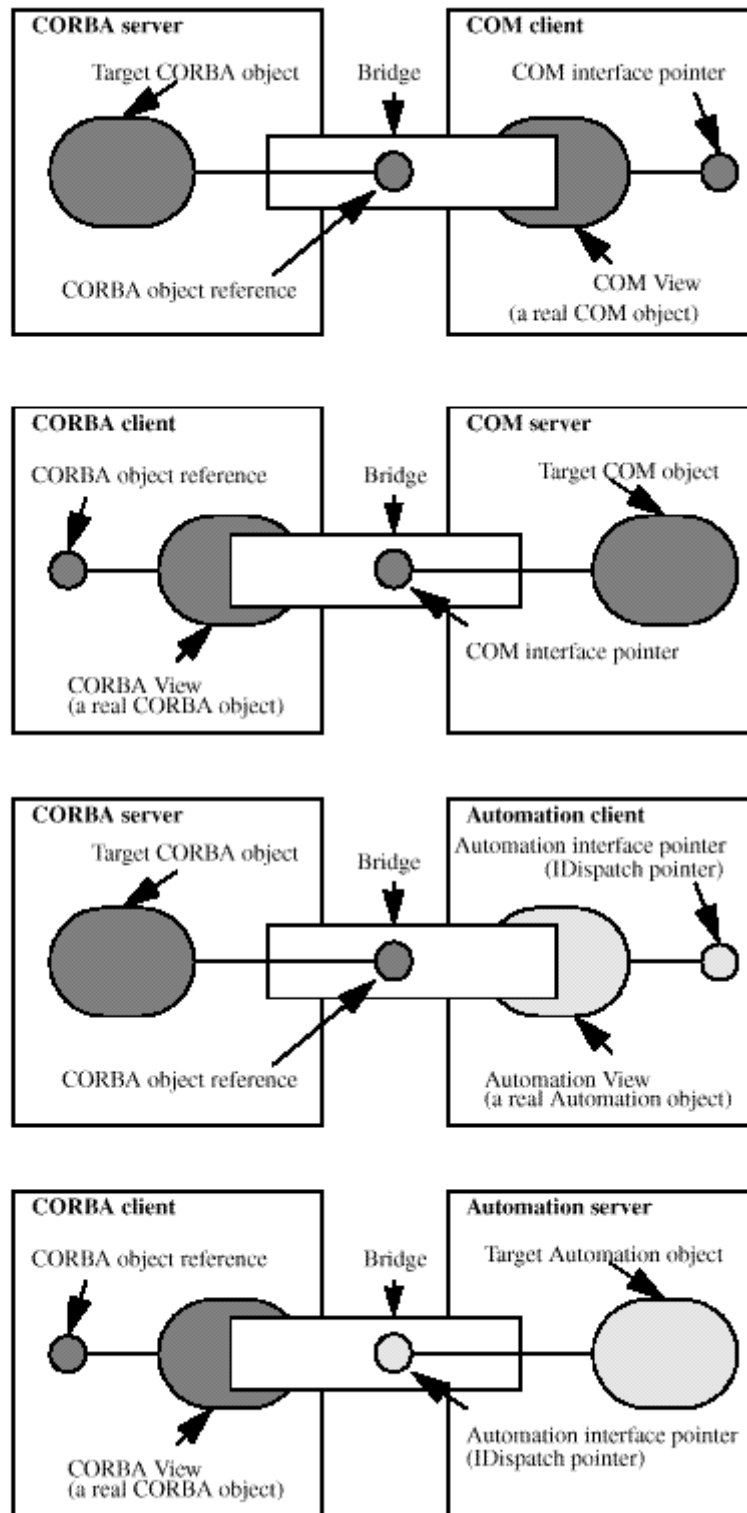 CORBA server
COM client
Target CORBA object
Bridge
COM interface pointer
CORBA object reference
COM View
(a real COM object)
CORBA client
COM server
CORBA object reference
Bridge
Target COM object
COM interface pointer
CORBA View
(a real CORBA object)
CORBA server
Automation client
Target CORBA object
Bridge
Automation interface pointer
(IDispatch pointer)
CORBA object reference
Automation View
(a real Automation object)
CORBA client
Automation server
CORBA object reference
Bridge
Target Automation object
Automation interface pointer
(IDispatch pointer)
CORBA View
(a real CORBA object)